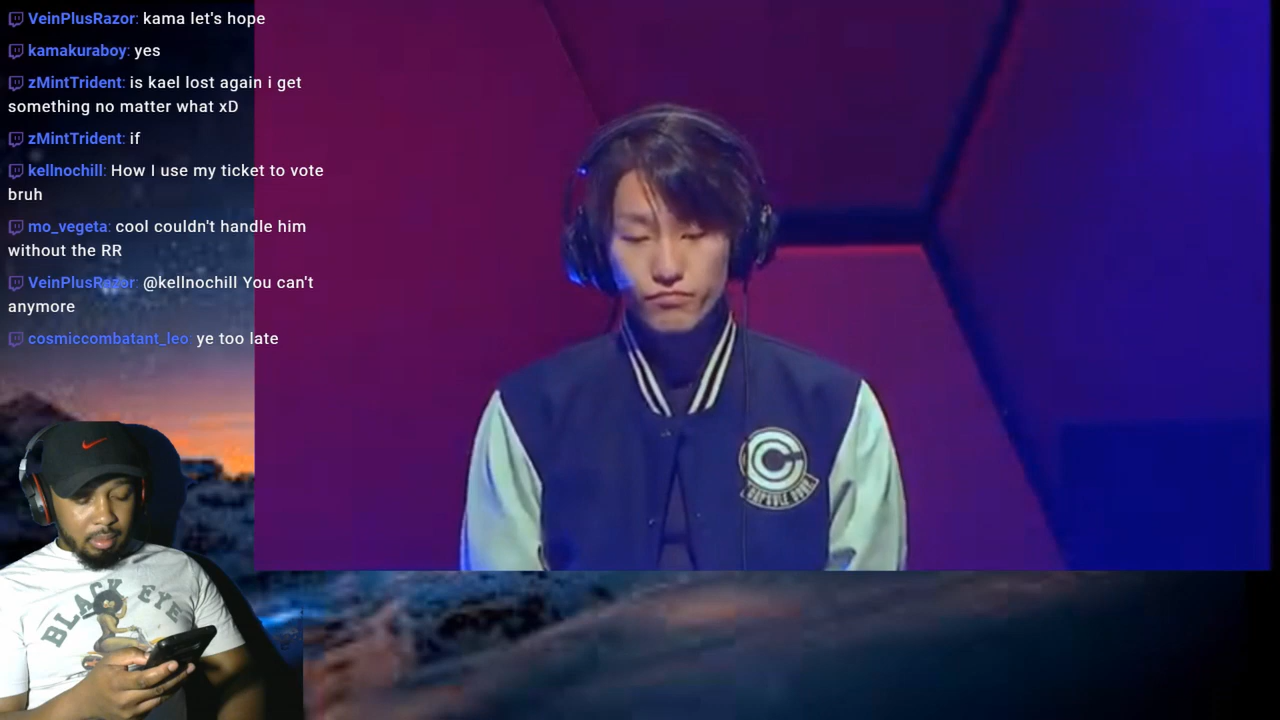 VeinPlusRazor: kama let's hope
kamakuraboy: yes
zMintTrident: is kael lost again i get
something no matter what xD
zMintTrident: if
kellnochill: How I use my ticket to vote
bruh
mo_vegeta: cool couldn't handle him
without the RR
VeinPlusRazor: @kellnochill You can't
anymore
cosmiccombatant_leo: ye too late
CAPSULE CORP.
BLACK EYE